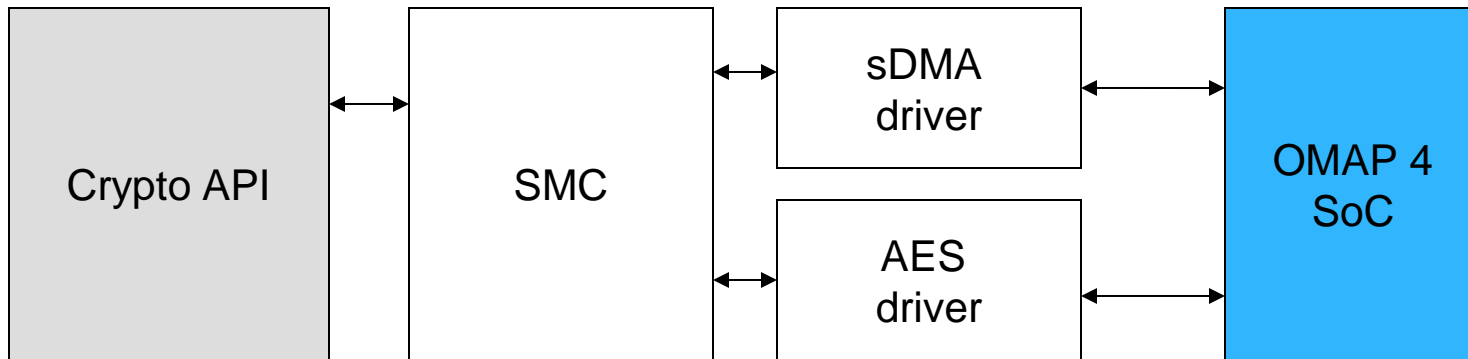 Crypto API
SMC
sDMA
driver
AES
driver
OMAP 4
SoC